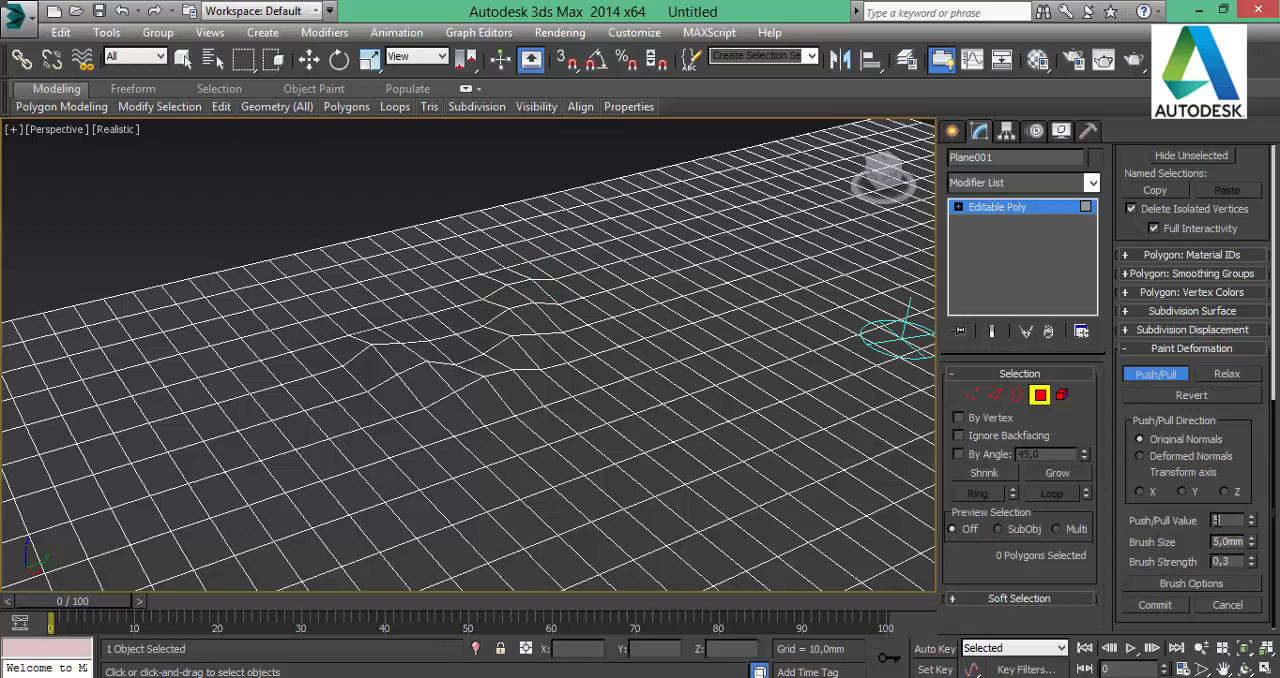 Workspace: Default
Autodesk 3ds Max 2014 x64 Untitled
Type a keyword or phrase
Edit Tools Group Views Create Modifiers Animation Graph Editors Rendering Customize MAXScript Help
All
View
Create Selection Se
AUTODESK
Modeling Freeform Selection Object Paint Populate
Polygon Modeling Modify Selection Edit Geometry (All) Polygons Loops Tris Subdivision Visibility Align Properties
[+] [Perspective] [Realistic]
Plane001
Modifier List
Editable Poly
Selection
By Vertex
Ignore Backfacing
By Angle: 45,0
Shrink Grow
Ring Loop
Preview Selection
Off SubObj Multi
0 Polygons Selected
Soft Selection
Hide Unselected
Named Selections:
Copy Paste
Delete Isolated Vertices
Full Interactivity
Polygon: Material IDs
Polygon: Smoothing Groups
Polygon: Vertex Colors
Subdivision Surface
Subdivision Displacement
Paint Deformation
Push/Pull Relax
Revert
Push/Pull Direction
Original Normals
Deformed Normals
Transform axis
X Y Z
Push/Pull Value 5
Brush Size 5,0mm
Brush Strength 0,3
Brush Options
Commit Cancel
0 / 100
0 10 20 30 40 50 60 70 80 90 100
1 Object Selected X: Y: Z: Grid = 10,0mm
Auto Key Selected
Welcome to M
Click or click-and-drag to select objects
Add Time Tag
Set Key Key Filters... 0